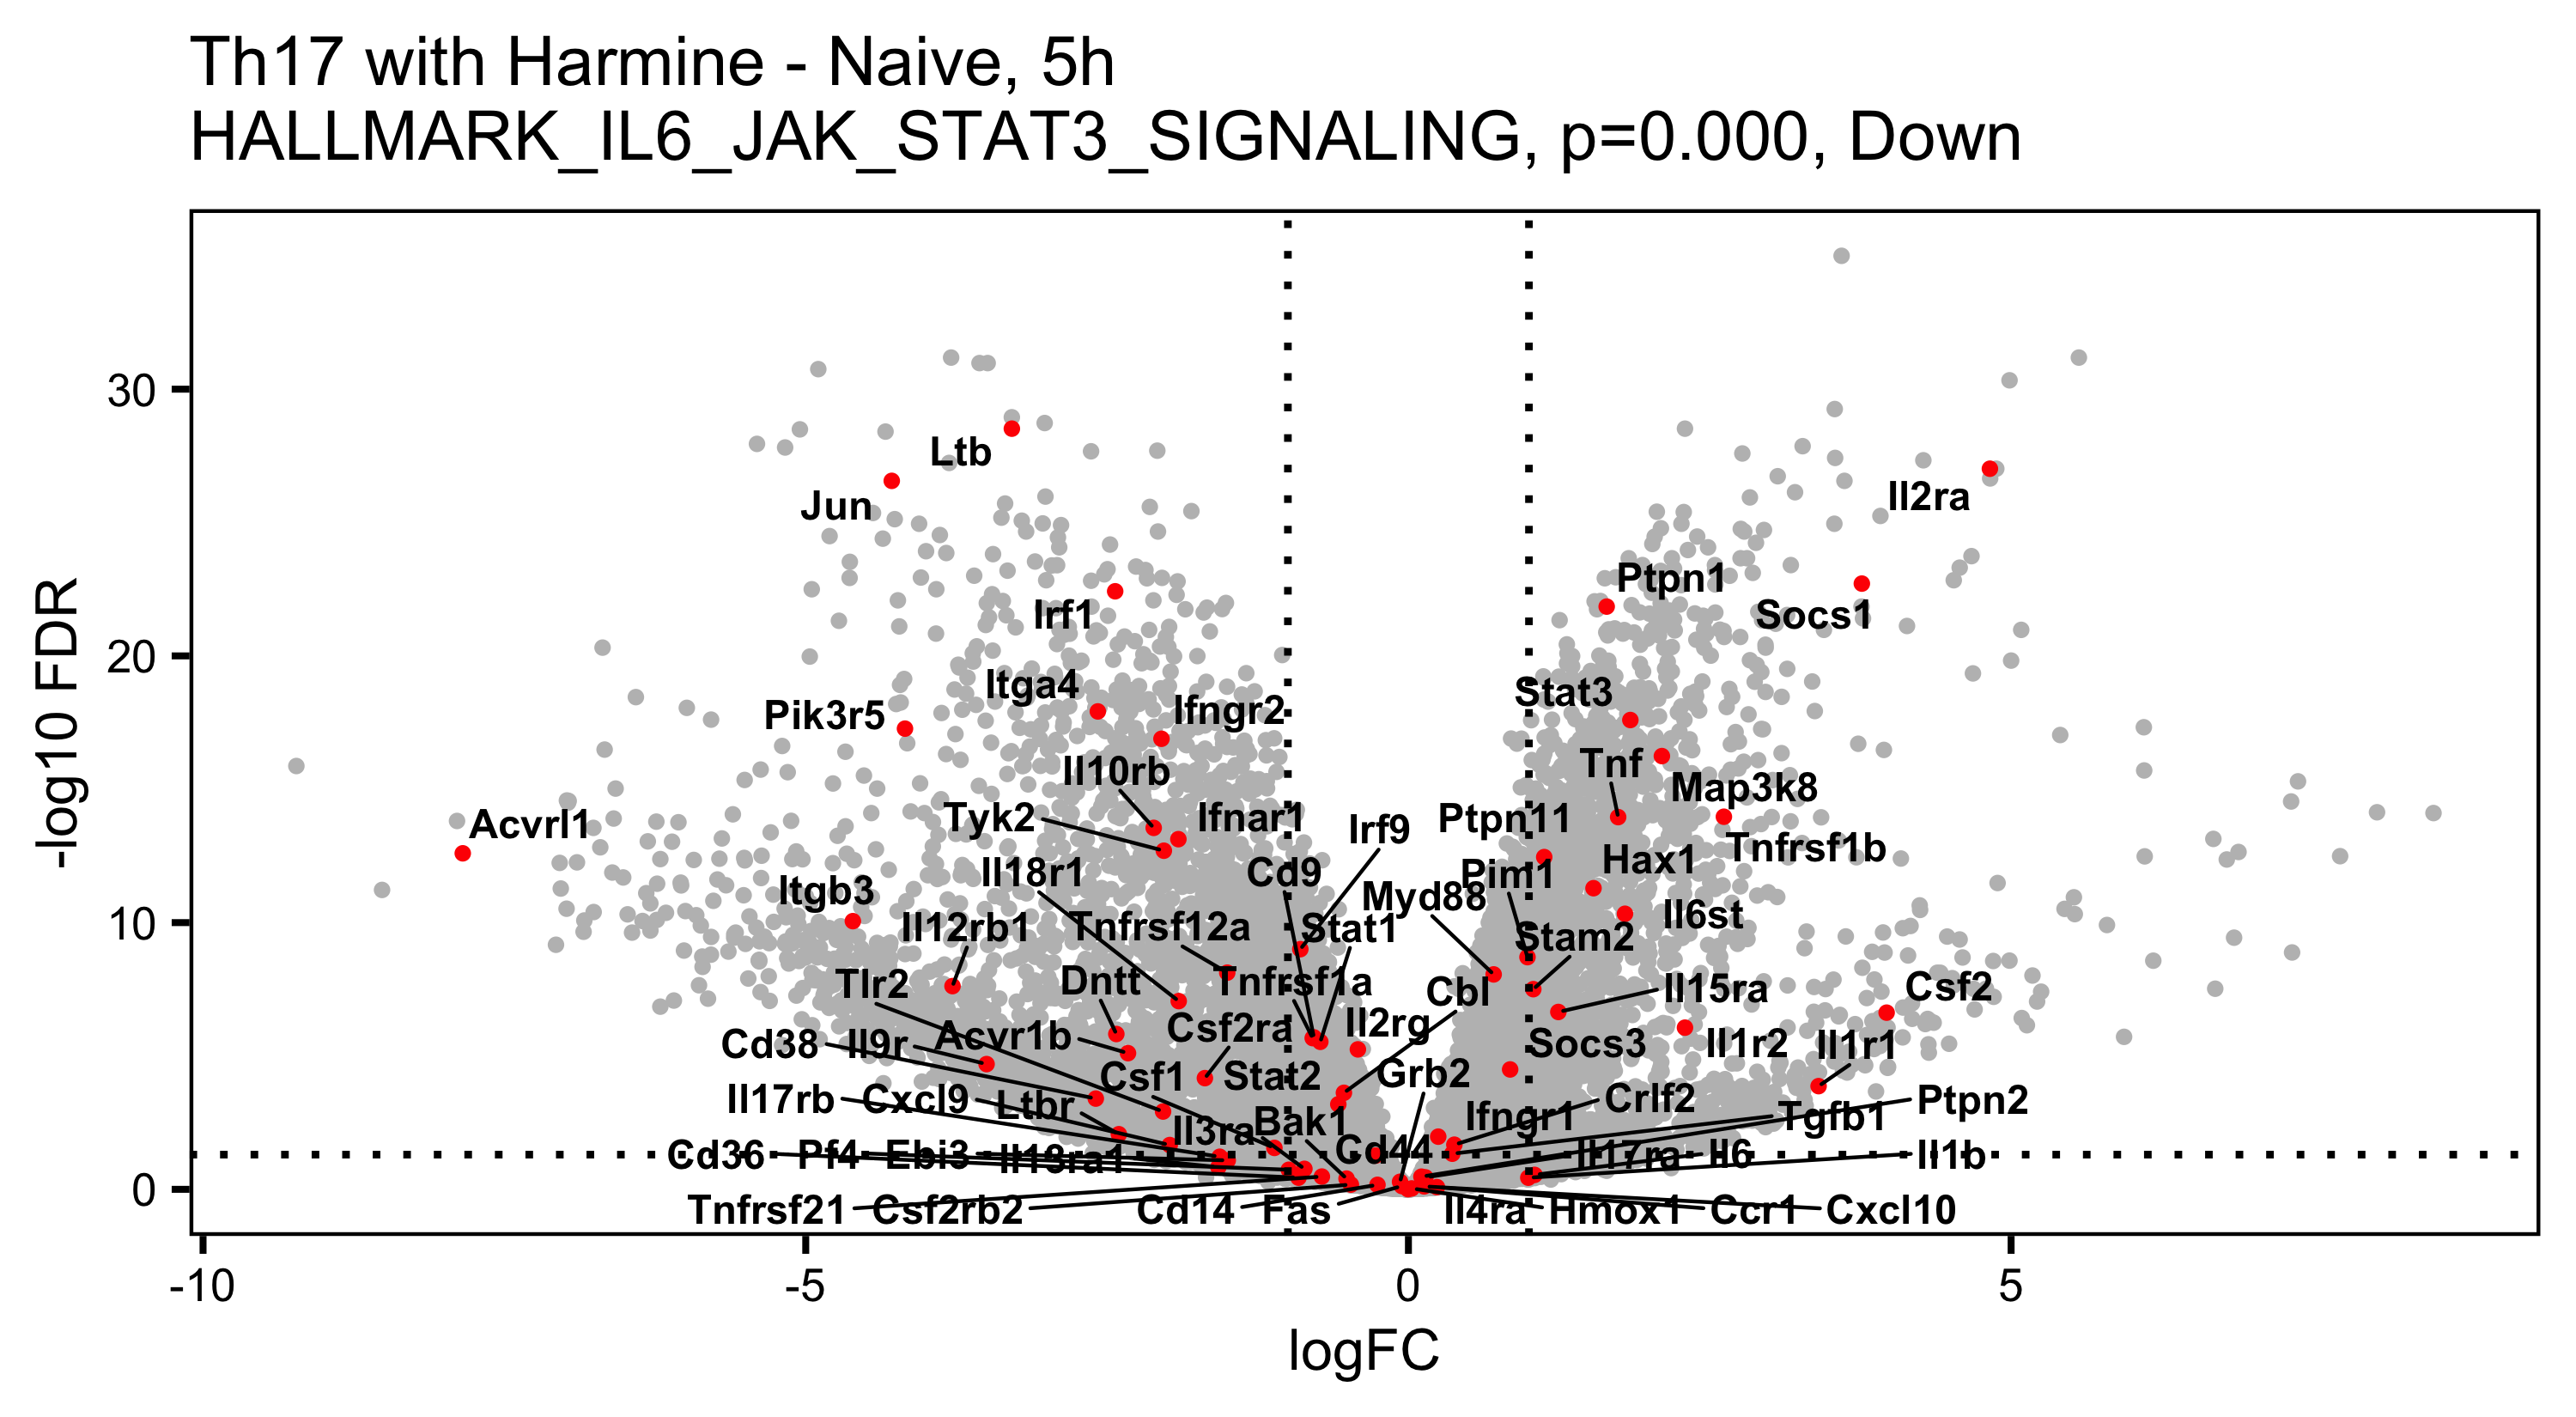 Th17 with Harmine - Naive, 5h
HALLMARK_IL6_JAK_STAT3_SIGNALING, p=0.000, Down
-log10 FDR
30
20
10
0
Ltb
Jun
Il2ra
Ptpn1
Socs1
Irf1
Itga4
Stat3
Pik3r5
Ifngr2
Tnf
Il10rb
Map3k8
Acvrl1
Tyk2
Ifnar1
Irf9
Ptpn11
Tnfrsf1b
Il18r1
Cd9
Hax1
Pim1
Itgb3
Myd88
Il12rb1
Tnfrsf12a
Stat1
Il6st
Stam2
Tlr2
Dntt
Tnfrsf1a
Cbl
Il15ra
Csf2
Cd38
Il9r
Acvr1b
Csf2ra
Il2rg
Socs3
Il1r2
Il1r1
Csf1
Stat2
Grb2
Il17rb
Cxcl9
Ltbr
Il3ra
Bak1
Ifngr1
Crlf2
Tgfb1
Ptpn2
Cd36
Pf4
Ebi3
Il13ra1
Cd44
Il17ra
Il6
Il1b
Tnfrsf21
Csf2rb2
Cd14
Fas
Il4ra
Hmox1
Ccr1
Cxcl10
-10
-5
0
5
logFC